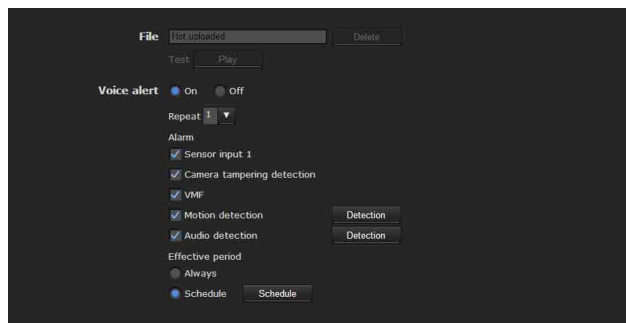 File Not uploaded Delete
Test Play
Voice alert On Off
Repeat 1
Alarm
Sensor input 1
Camera tampering detection
VMF
Motion detection Detection
Audio detection Detection
Effective period
Always
Schedule Schedule